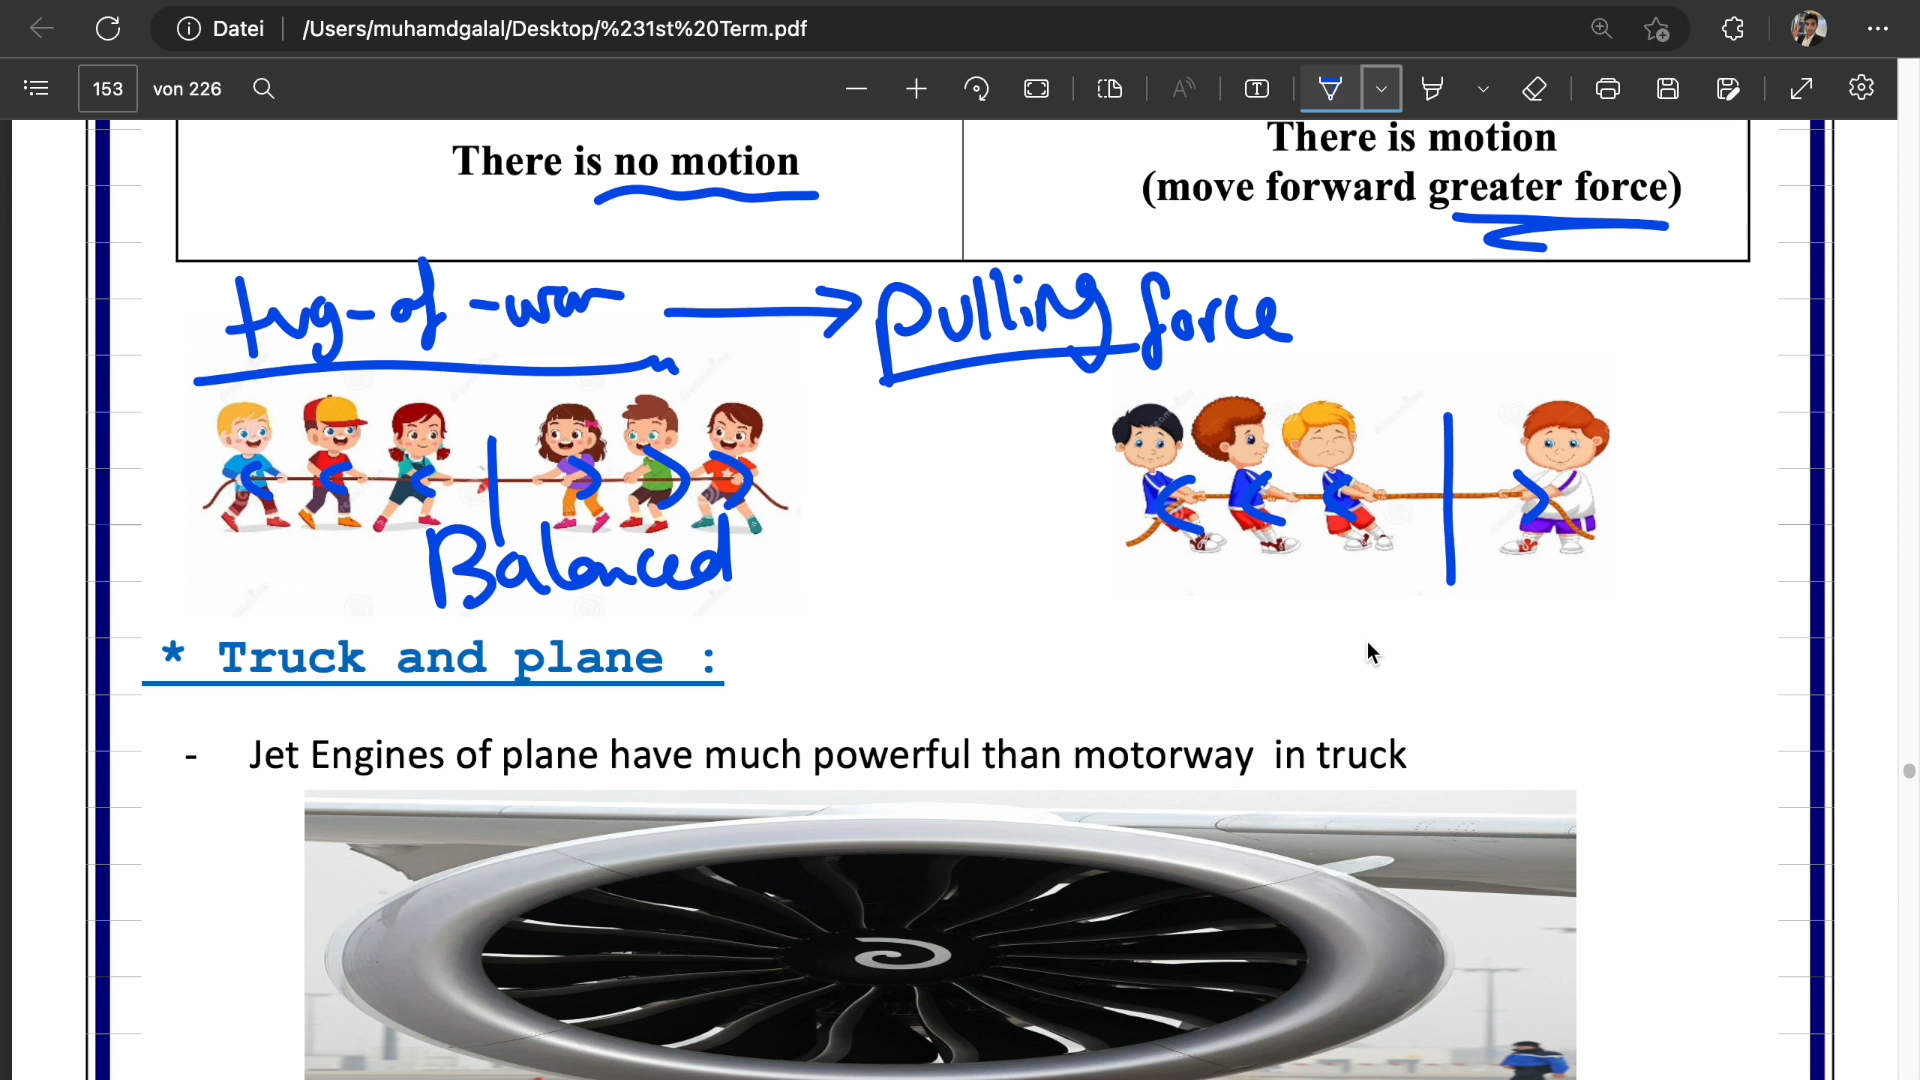 Datei /Users/muhamdgalal/Desktop/%231st%20Term.pdf
153 von 226
There is no motion
There is motion
(move forward greater force)
tug-of-war → pulling force
Balanced
* Truck and plane :
- Jet Engines of plane have much powerful than motorway in truck